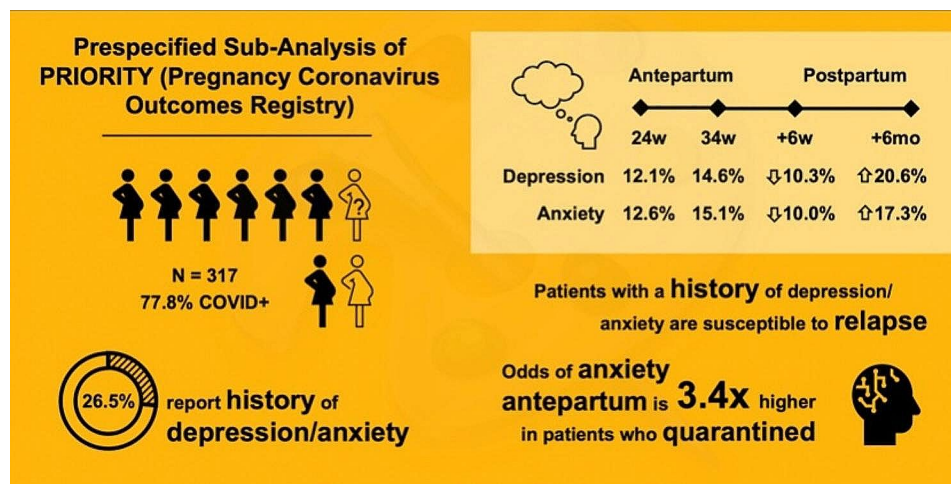 Prespecified Sub-Analysis of
PRIORITY (Pregnancy Coronavirus
Outcomes Registry)
?
N = 317
77.8% COVID+
26.5%
report history of
depression/anxiety
Antepartum Postpartum
24w 34w +6w +6mo
Depression 12.1% 14.6% ⇩10.3% ⇧20.6%
Anxiety 12.6% 15.1% ⇩10.0% ⇧17.3%
Patients with a history of depression/
anxiety are susceptible to relapse
Odds of anxiety
antepartum is 3.4x higher
in patients who quarantined